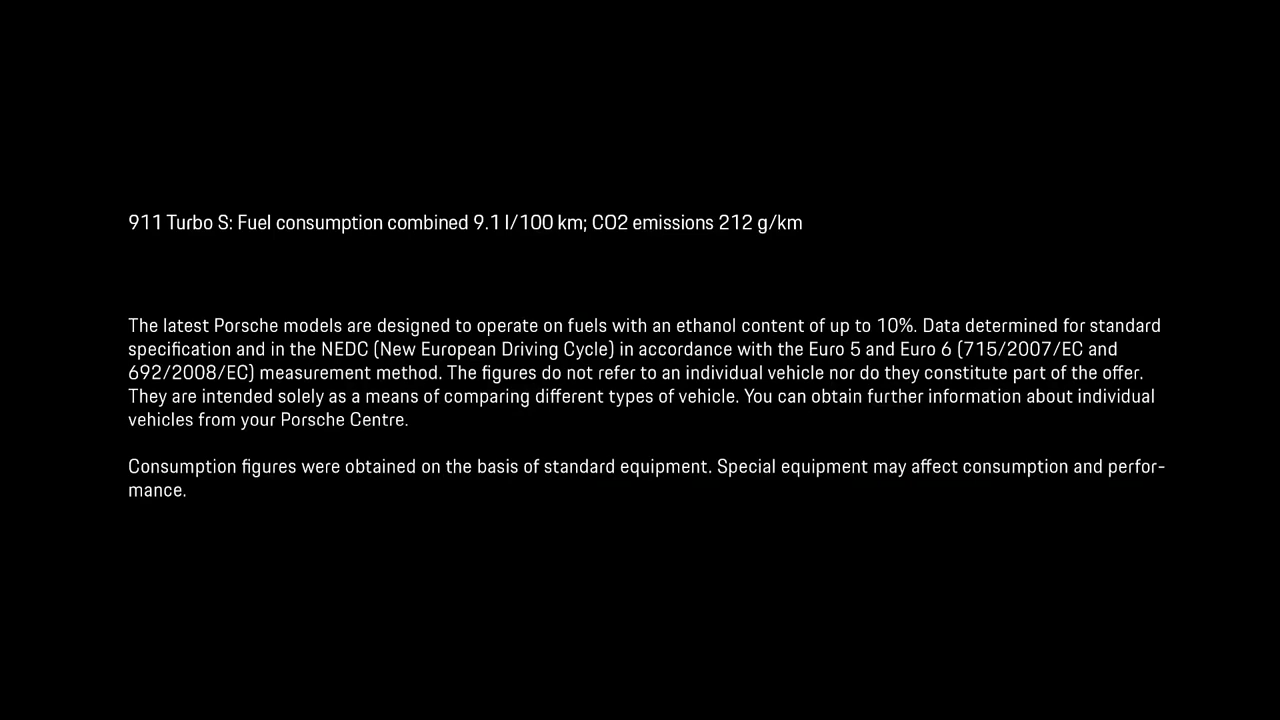 911 Turbo S: Fuel consumption combined 9.1 l/100 km; CO2 emissions 212 g/km
The latest Porsche models are designed to operate on fuels with an ethanol content of up to 10%. Data determined for standard
specification and in the NEDC (New European Driving Cycle) in accordance with the Euro 5 and Euro 6 (715/2007/EC and
692/2008/EC) measurement method. The figures do not refer to an individual vehicle nor do they constitute part of the offer.
They are intended solely as a means of comparing different types of vehicle. You can obtain further information about individual
vehicles from your Porsche Centre.
Consumption figures were obtained on the basis of standard equipment. Special equipment may affect consumption and perfor-
mance.